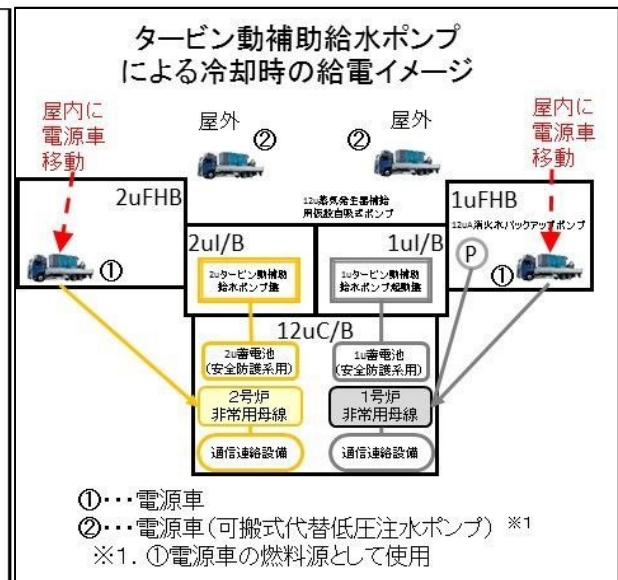 タービン動補助給水ポンプ
による冷却時の給電イメージ
屋内に
電源車
移動
屋外
②
屋外
②
屋内に
電源車
移動
2uFHB
12u蒸気発生器補給
用仮設自吸式ポンプ
1uFHB
12uA消火水バックアップポンプ
①
2uI/B
1uI/B
P
①
2uタービン動補助
給水ポンプ盤
1uタービン動補助
給水ポンプ起動盤
12uC/B
2u蓄電池
(安全防護系用)
1u蓄電池
(安全防護系用)
2号炉
非常用母線
1号炉
非常用母線
通信連絡設備
通信連絡設備
①・・・電源車
②・・・電源車(可搬式代替低圧注水ポンプ) ※1
※1. ①電源車の燃料源として使用